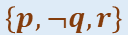 {p, ¬q, r}